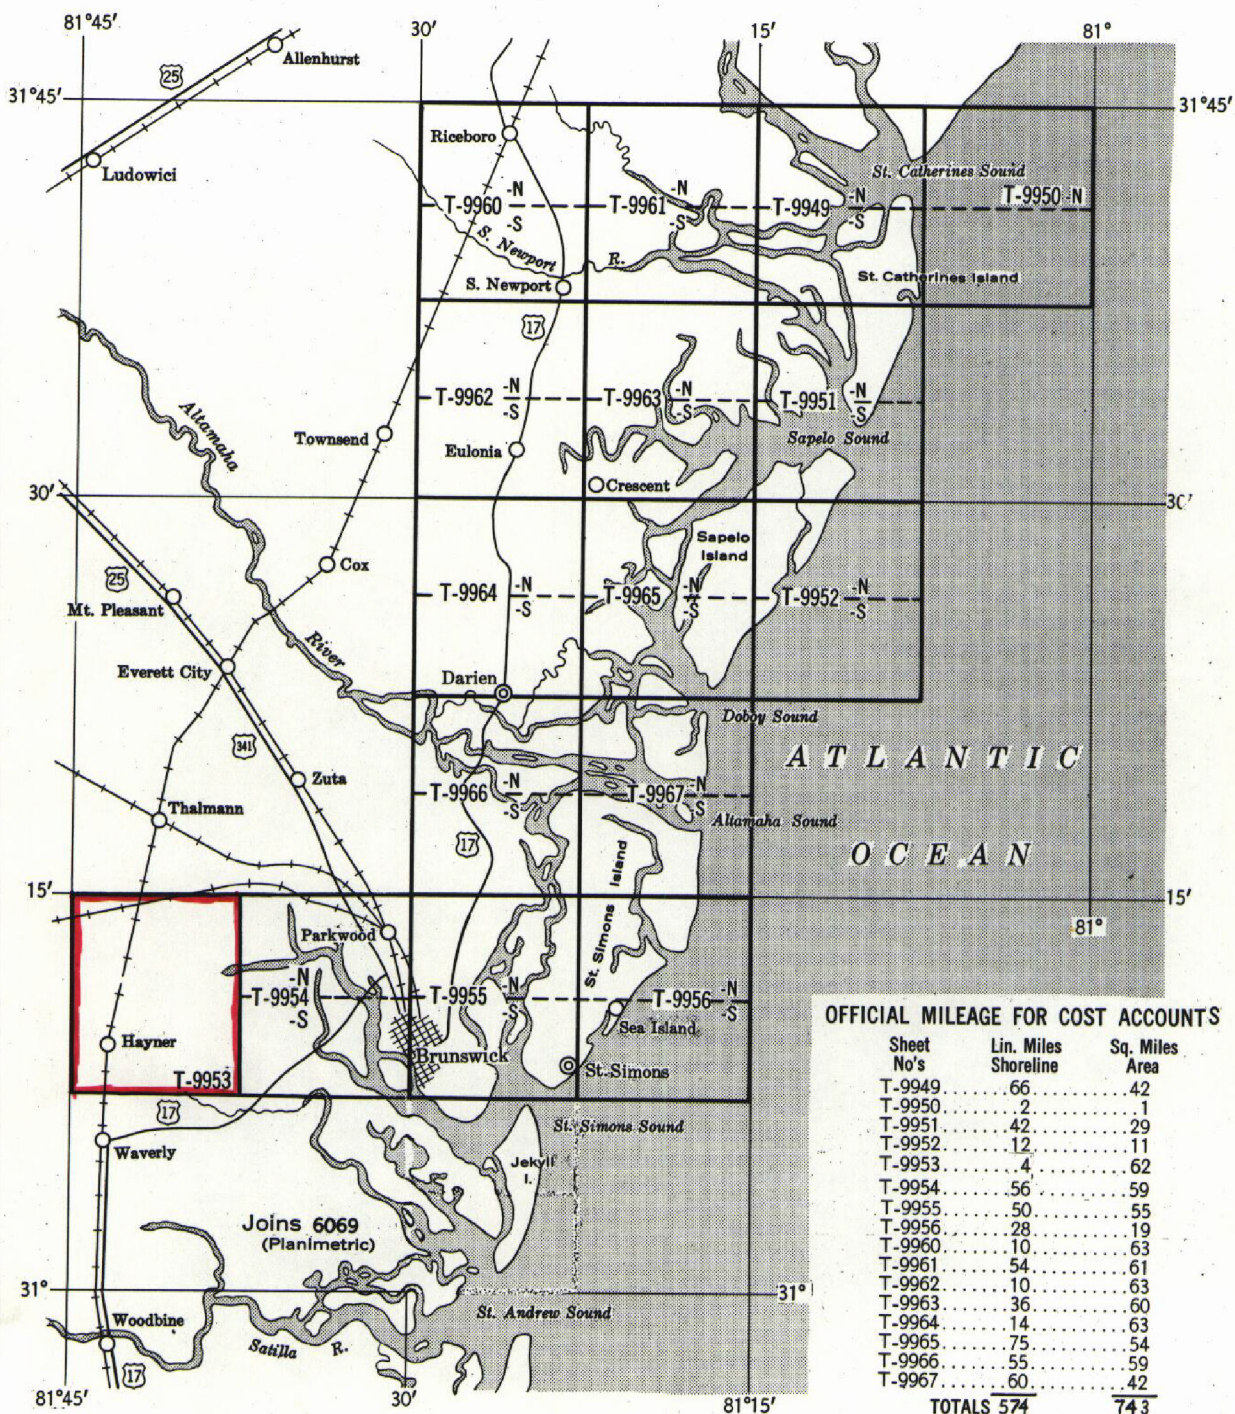 81°45′ 30′ 15′ 81°
Allenhurst
25
31°45′ 31°45′
Riceboro
Ludowici
St. Catherines Sound
T-9960 -N -S
T-9961 -N -S
T-9949 -N -S
T-9950 -N
S. Newport R.
St. Catherines Island
S. Newport
17
T-9962 -N -S
T-9963 -N -S
T-9951 -N -S
Altamaha
Townsend
Eulonia
Sapelo Sound
Crescent
30′ 30′
Sapelo
Island
Cox
25
T-9964 -N -S
T-9965 -N -S
T-9952 -N -S
Mt. Pleasant
River
Everett City
Darien
Doboy Sound
341
ATLANTIC
Zuta
T-9966 -N -S
T-9967 -N -S
Thalmann
Altamaha Sound
17
OCEAN
15′ 15′
St. Simons Island
81°
Parkwood
T-9954 -N -S
T-9955 -N -S
T-9956 -N -S
Sea Island
Hayner
Brunswick
St. Simons
T-9953
17
St. Simons Sound
Waverly
Jekyll
I.
Joins 6069
(Planimetric)
31° 31°
St. Andrew Sound
Woodbine
Satilla R.
17
81°45′ 30′ 81°15′
OFFICIAL MILEAGE FOR COST ACCOUNTS
Sheet Lin. Miles Sq. Miles
No's Shoreline Area
T-9949.......66..........42
T-9950.......2..........1
T-9951.......42..........29
T-9952.......12..........11
T-9953.......4..........62
T-9954.......56..........59
T-9955.......50..........55
T-9956.......28..........19
T-9960.......10..........63
T-9961.......54..........61
T-9962.......10..........63
T-9963.......36..........60
T-9964.......14..........63
T-9965.......75..........54
T-9966.......55..........59
T-9967.......60..........42
TOTALS 574 743